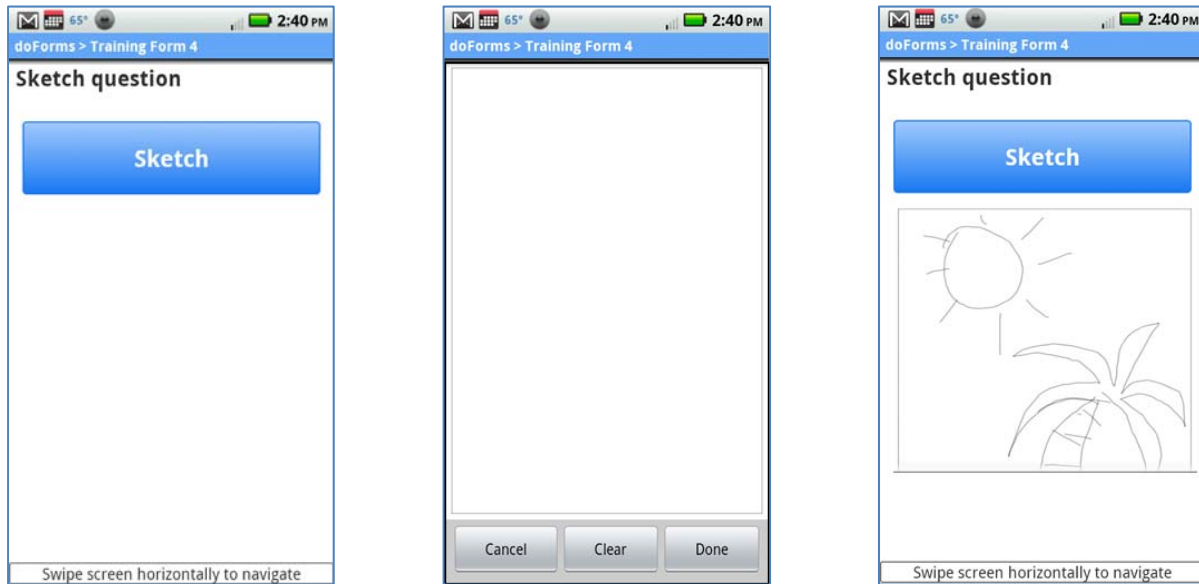 65° 2:40 PM
doForms > Training Form 4
Sketch question
Sketch
Swipe screen horizontally to navigate
65° 2:40 PM
doForms > Training Form 4
Cancel Clear Done
65° 2:40 PM
doForms > Training Form 4
Sketch question
Sketch
Swipe screen horizontally to navigate